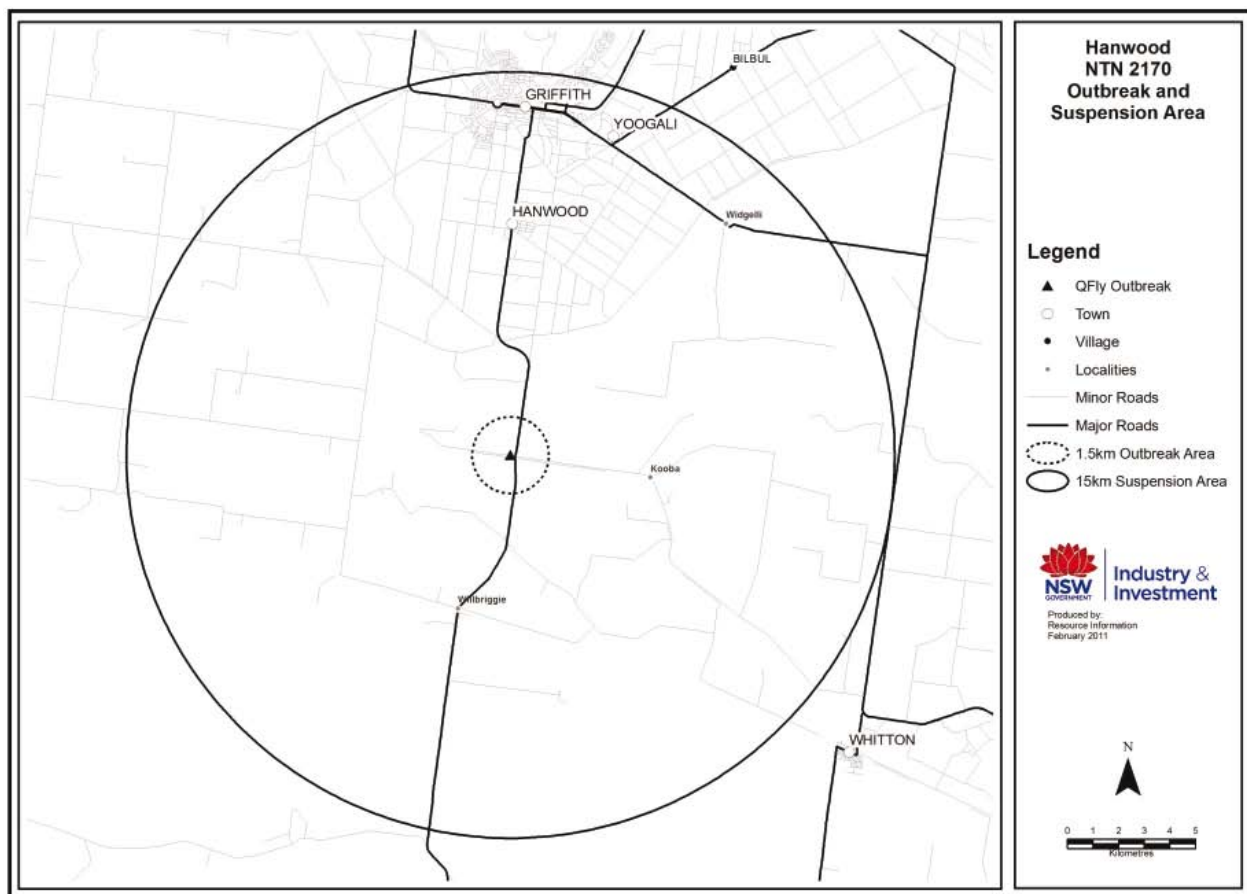 BILBUL
GRIFFITH
YOOGALI
HANWOOD
Widgelli
Kooba
Willbriggie
WHITTON
Hanwood
NTN 2170
Outbreak and
Suspension Area
Legend
QFly Outbreak
Town
Village
Localities
Minor Roads
Major Roads
1.5km Outbreak Area
15km Suspension Area
NSW
GOVERNMENT
Industry &
Investment
Produced by:
Resource Information
February 2011
N
0 1 2 3 4 5
Kilometres